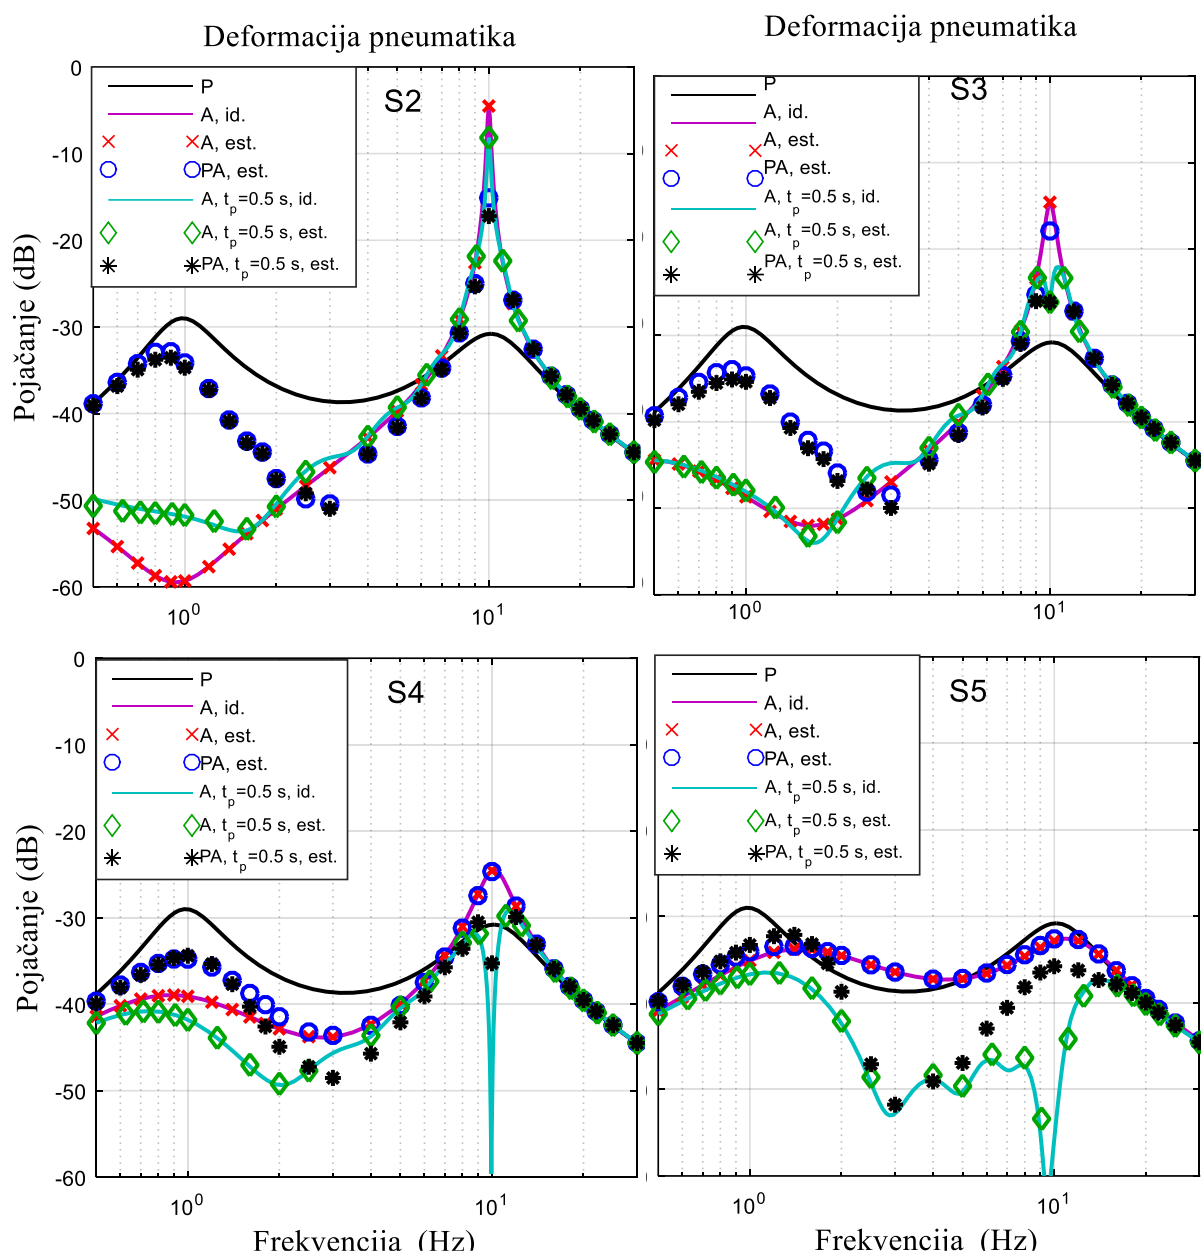 Deformacija pneumatika
Deformacija pneumatika
Pojačanje (dB)
0
-10
-20
-30
-40
-50
-60
10^0
10^1
S2
P
A, id.
A, est.
PA, est.
A, t_p=0.5 s, id.
A, t_p=0.5 s, est.
PA, t_p=0.5 s, est.
S3
P
A, id.
A, est.
PA, est.
A, t_p=0.5 s, id.
A, t_p=0.5 s, est.
PA, t_p=0.5 s, est.
10^0
10^1
Pojačanje (dB)
0
-10
-20
-30
-40
-50
-60
S4
P
A, id.
A, est.
PA, est.
A, t_p=0.5 s, id.
A, t_p=0.5 s, est.
PA, t_p=0.5 s, est.
10^0
10^1
Frekvencija (Hz)
S5
P
A, id.
A, est.
PA, est.
A, t_p=0.5 s, id.
A, t_p=0.5 s, est.
PA, t_p=0.5 s, est.
10^0
10^1
Frekvencija (Hz)